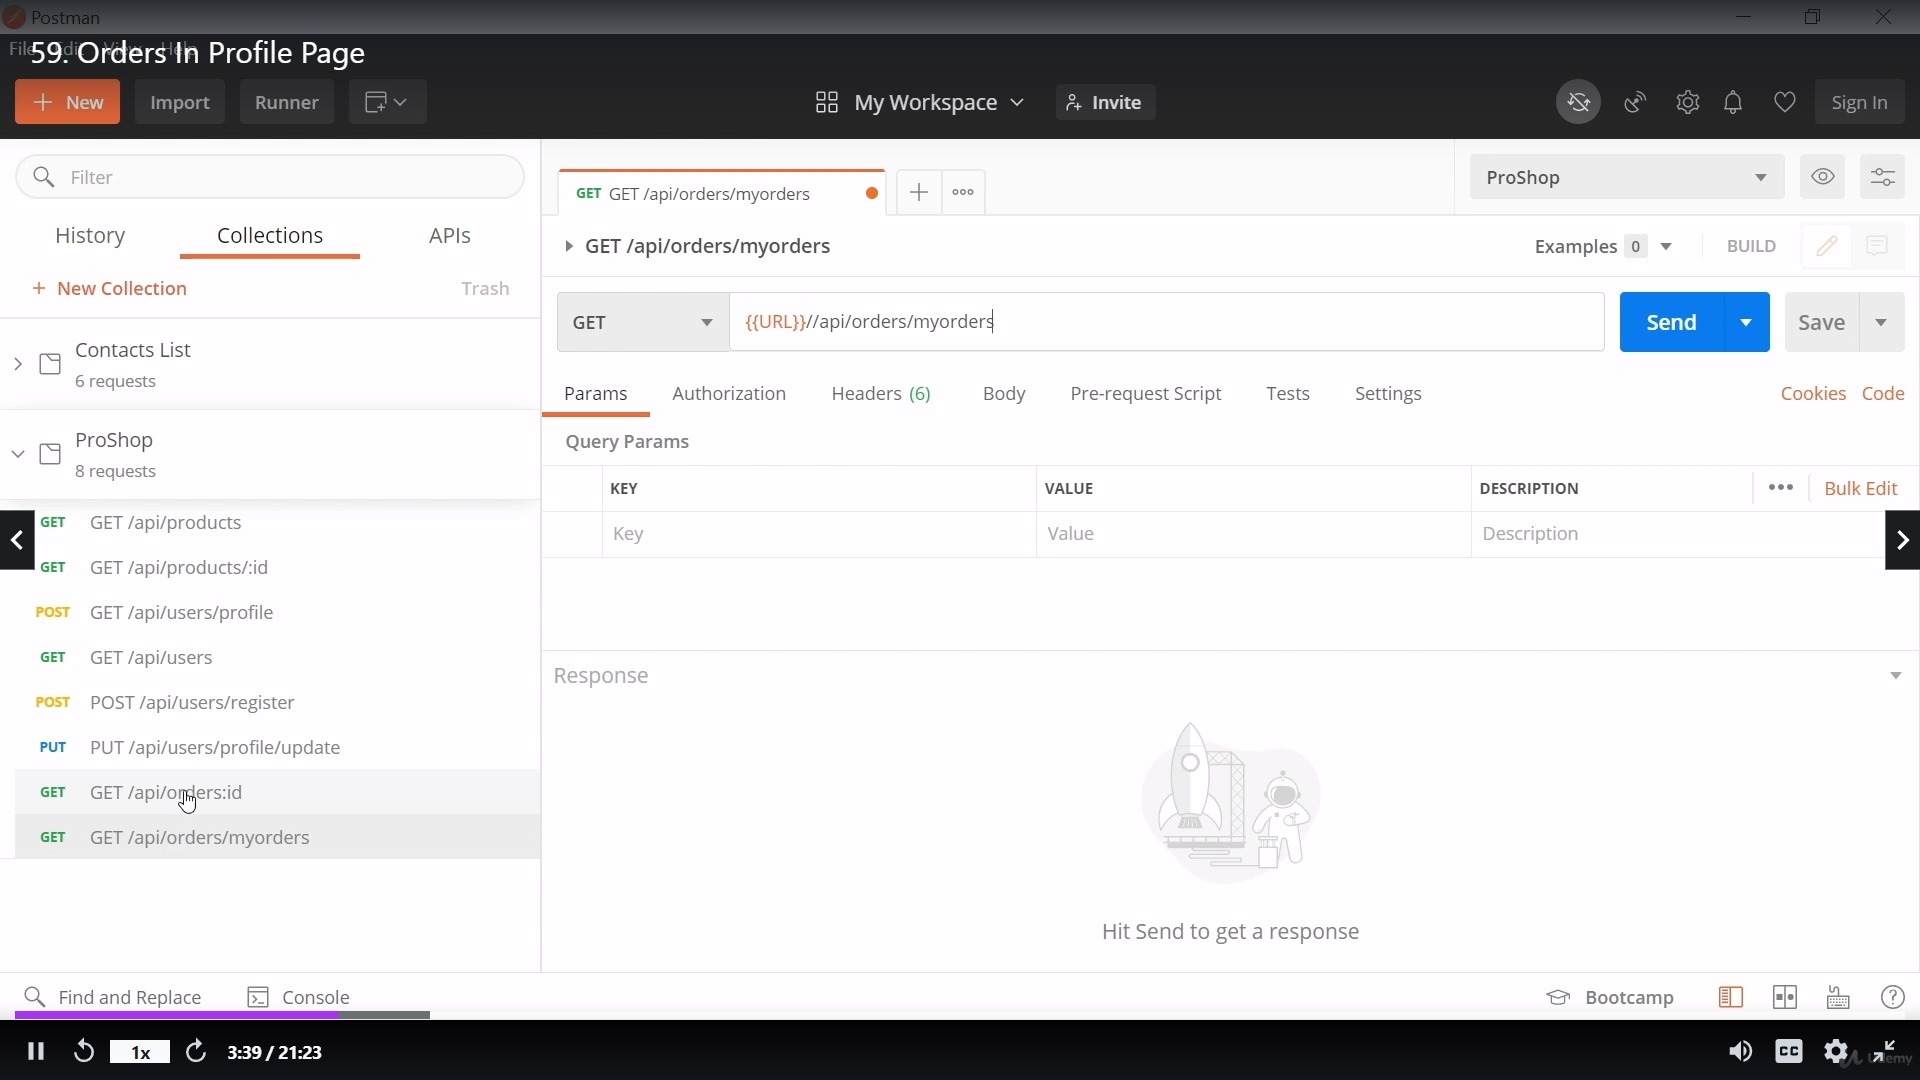 Postman
File Edit View Help
59. Orders In Profile Page
New
Import
Runner
My Workspace
Invite
Sign In
Filter
History
Collections
APIs
+ New Collection
Trash
Contacts List
6 requests
ProShop
8 requests
GET GET /api/products
GET GET /api/products/:id
POST GET /api/users/profile
GET GET /api/users
POST POST /api/users/register
PUT PUT /api/users/profile/update
GET GET /api/orders:id
GET GET /api/orders/myorders
GET GET /api/orders/myorders
ProShop
GET /api/orders/myorders
Examples 0
BUILD
GET
{{URL}}//api/orders/myorders
Send
Save
Params
Authorization
Headers (6)
Body
Pre-request Script
Tests
Settings
Cookies
Code
Query Params
KEY
VALUE
DESCRIPTION
Bulk Edit
Key
Value
Description
Response
Hit Send to get a response
Find and Replace
Console
Bootcamp
1x
3:39 / 21:23
CC
Udemy